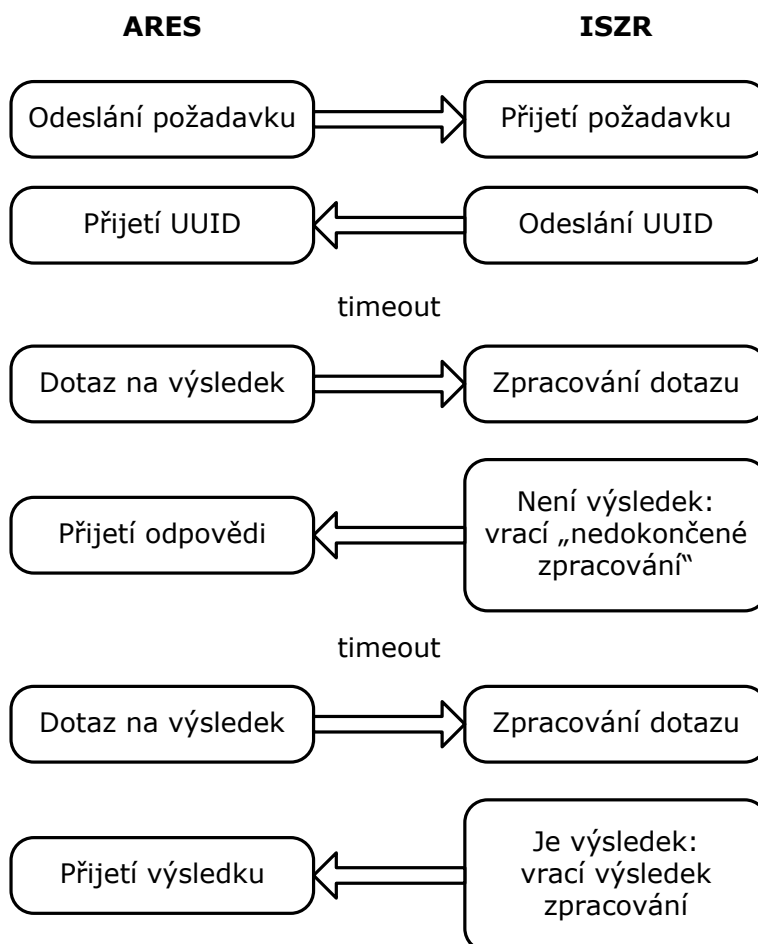 ARES
ISZR
Odeslání požadavku
Přijetí požadavku
Přijetí UUID
Odeslání UUID
timeout
Dotaz na výsledek
Zpracování dotazu
Přijetí odpovědi
Není výsledek:
vrací „nedokončené
zpracování“
timeout
Dotaz na výsledek
Zpracování dotazu
Přijetí výsledku
Je výsledek:
vrací výsledek
zpracování